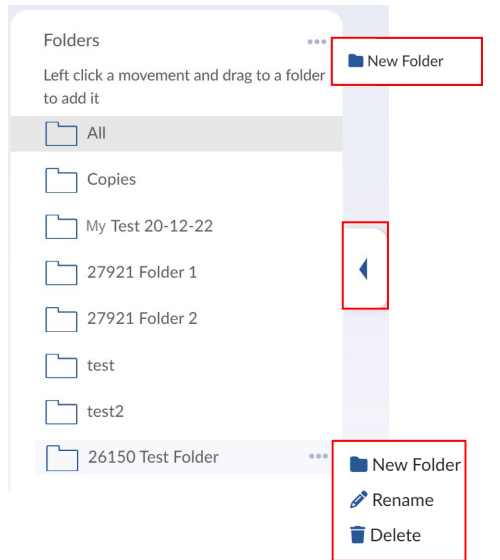 Folders
New Folder
Left click a movement and drag to a folder
to add it
All
Copies
My Test 20-12-22
27921 Folder 1
27921 Folder 2
test
test2
26150 Test Folder
New Folder
Rename
Delete